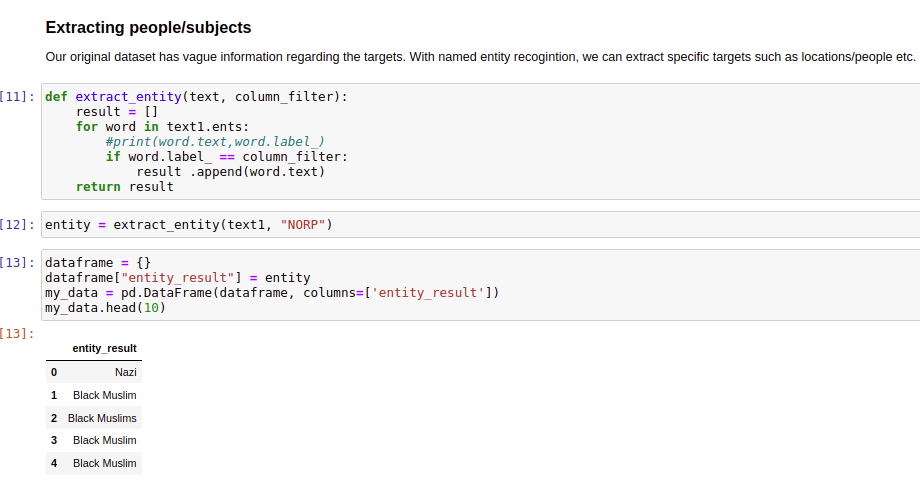 Extracting people/subjects
Our original dataset has vague information regarding the targets. With named entity recogintion, we can extract specific targets such as locations/people etc.
[11]: def extract_entity(text, column_filter):
    result = []
    for word in text1.ents:
        #print(word.text,word.label_)
        if word.label_ == column_filter:
            result .append(word.text)
    return result
[12]: entity = extract_entity(text1, "NORP")
[13]: dataframe = {}
dataframe["entity_result"] = entity
my_data = pd.DataFrame(dataframe, columns=['entity_result'])
my_data.head(10)
[13]:
entity_result
0 Nazi
1 Black Muslim
2 Black Muslims
3 Black Muslim
4 Black Muslim